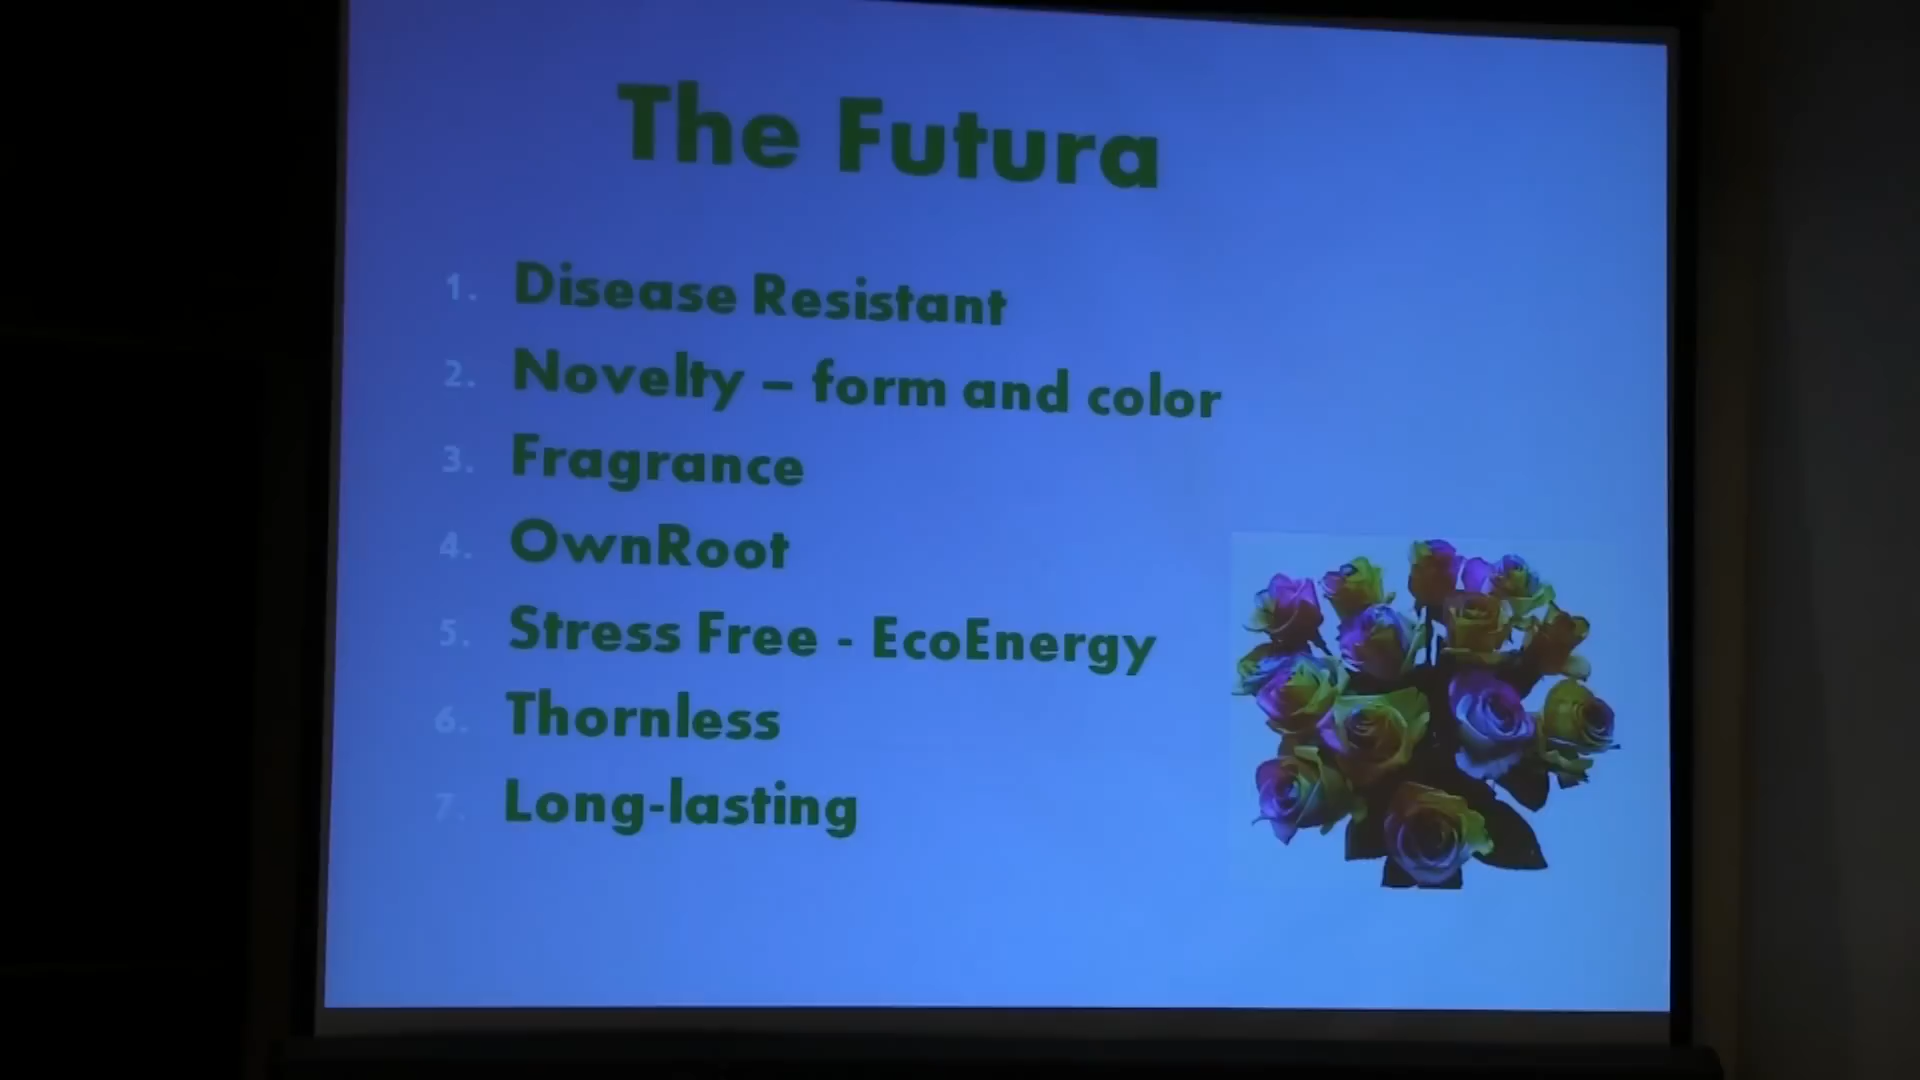 The Futura
1. Disease Resistant
2. Novelty – form and color
3. Fragrance
4. OwnRoot
5. Stress Free - EcoEnergy
6. Thornless
7. Long-lasting